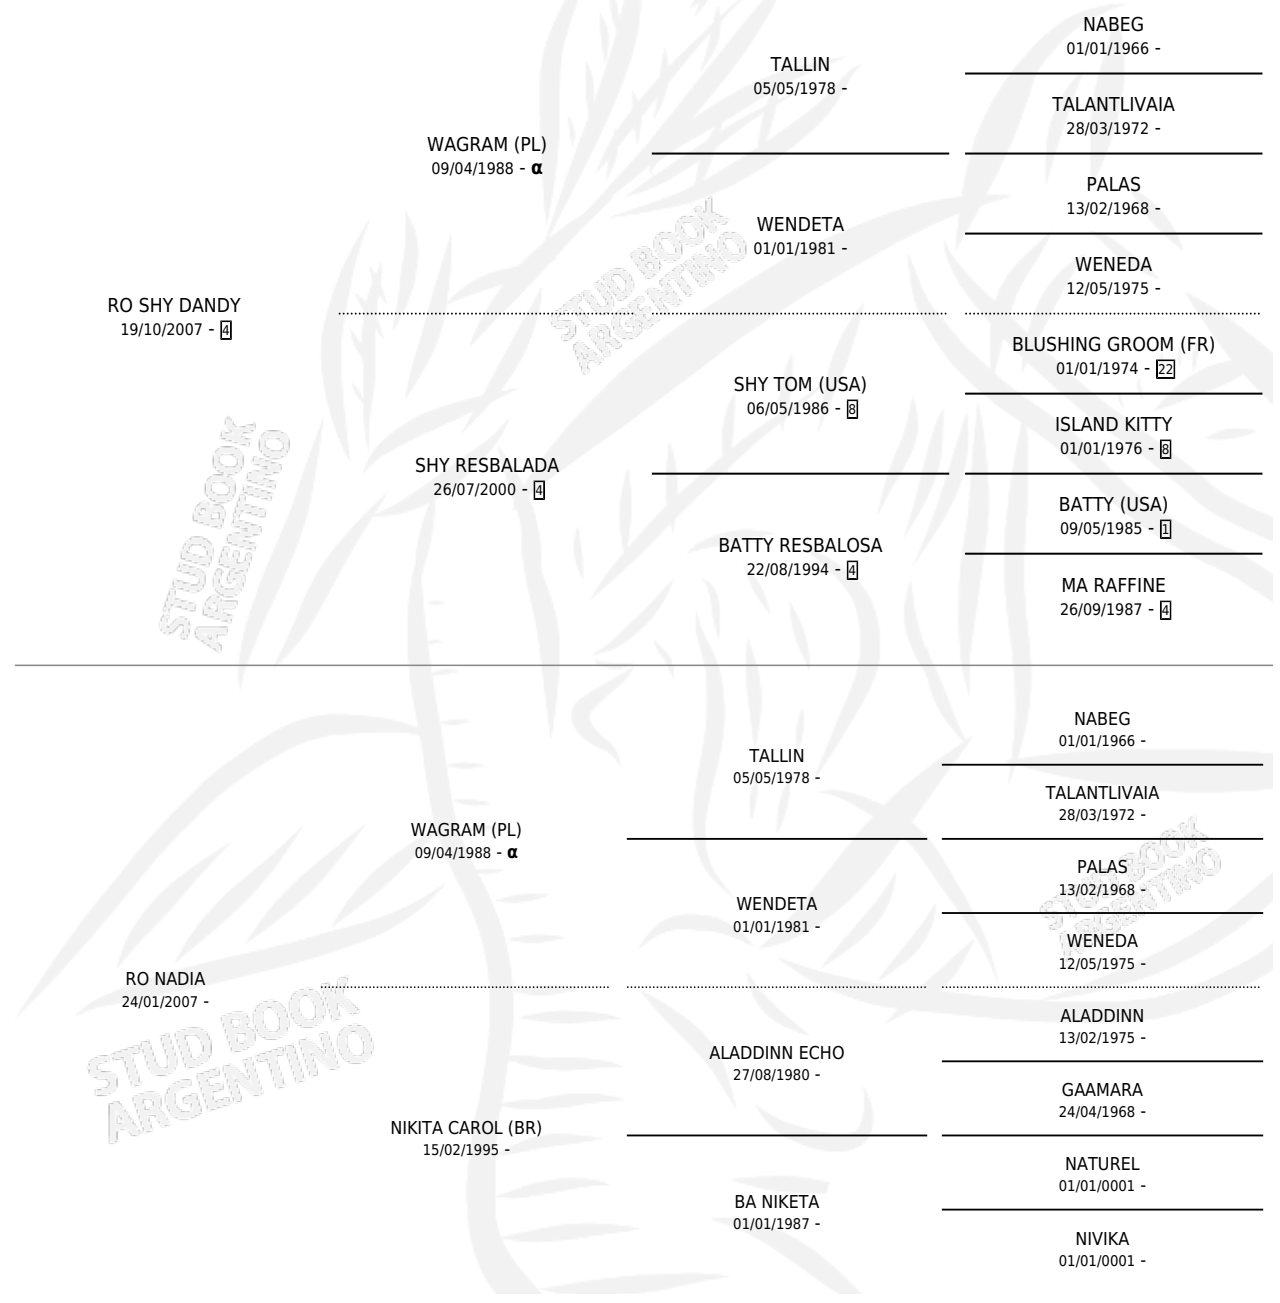 NABEG
01/01/1966 -
TALLIN
05/05/1978 -
TALANTLIVAIA
28/03/1972 -
WAGRAM (PL)
09/04/1988 - α
PALAS
13/02/1968 -
WENDETA
01/01/1981 -
WENEDA
12/05/1975 -
RO SHY DANDY
19/10/2007 - 4
BLUSHING GROOM (FR)
01/01/1974 - 22
SHY TOM (USA)
06/05/1986 - 8
ISLAND KITTY
01/01/1976 - 8
SHY RESBALADA
26/07/2000 - 4
BATTY (USA)
09/05/1985 - 1
BATTY RESBALOSA
22/08/1994 - 4
MA RAFFINE
26/09/1987 - 4
STUD BOOK
ARGENTINO
STUD BOOK
ARGENTINO
NABEG
01/01/1966 -
TALLIN
05/05/1978 -
TALANTLIVAIA
28/03/1972 -
WAGRAM (PL)
09/04/1988 - α
PALAS
13/02/1968 -
WENDETA
01/01/1981 -
WENEDA
12/05/1975 -
RO NADIA
24/01/2007 -
ALADDINN
13/02/1975 -
ALADDINN ECHO
27/08/1980 -
GAAMARA
24/04/1968 -
NIKITA CAROL (BR)
15/02/1995 -
NATUREL
01/01/0001 -
BA NIKETA
01/01/1987 -
NIVIKA
01/01/0001 -
STUD BOOK
ARGENTINO
STUD BOOK
ARGENTINO